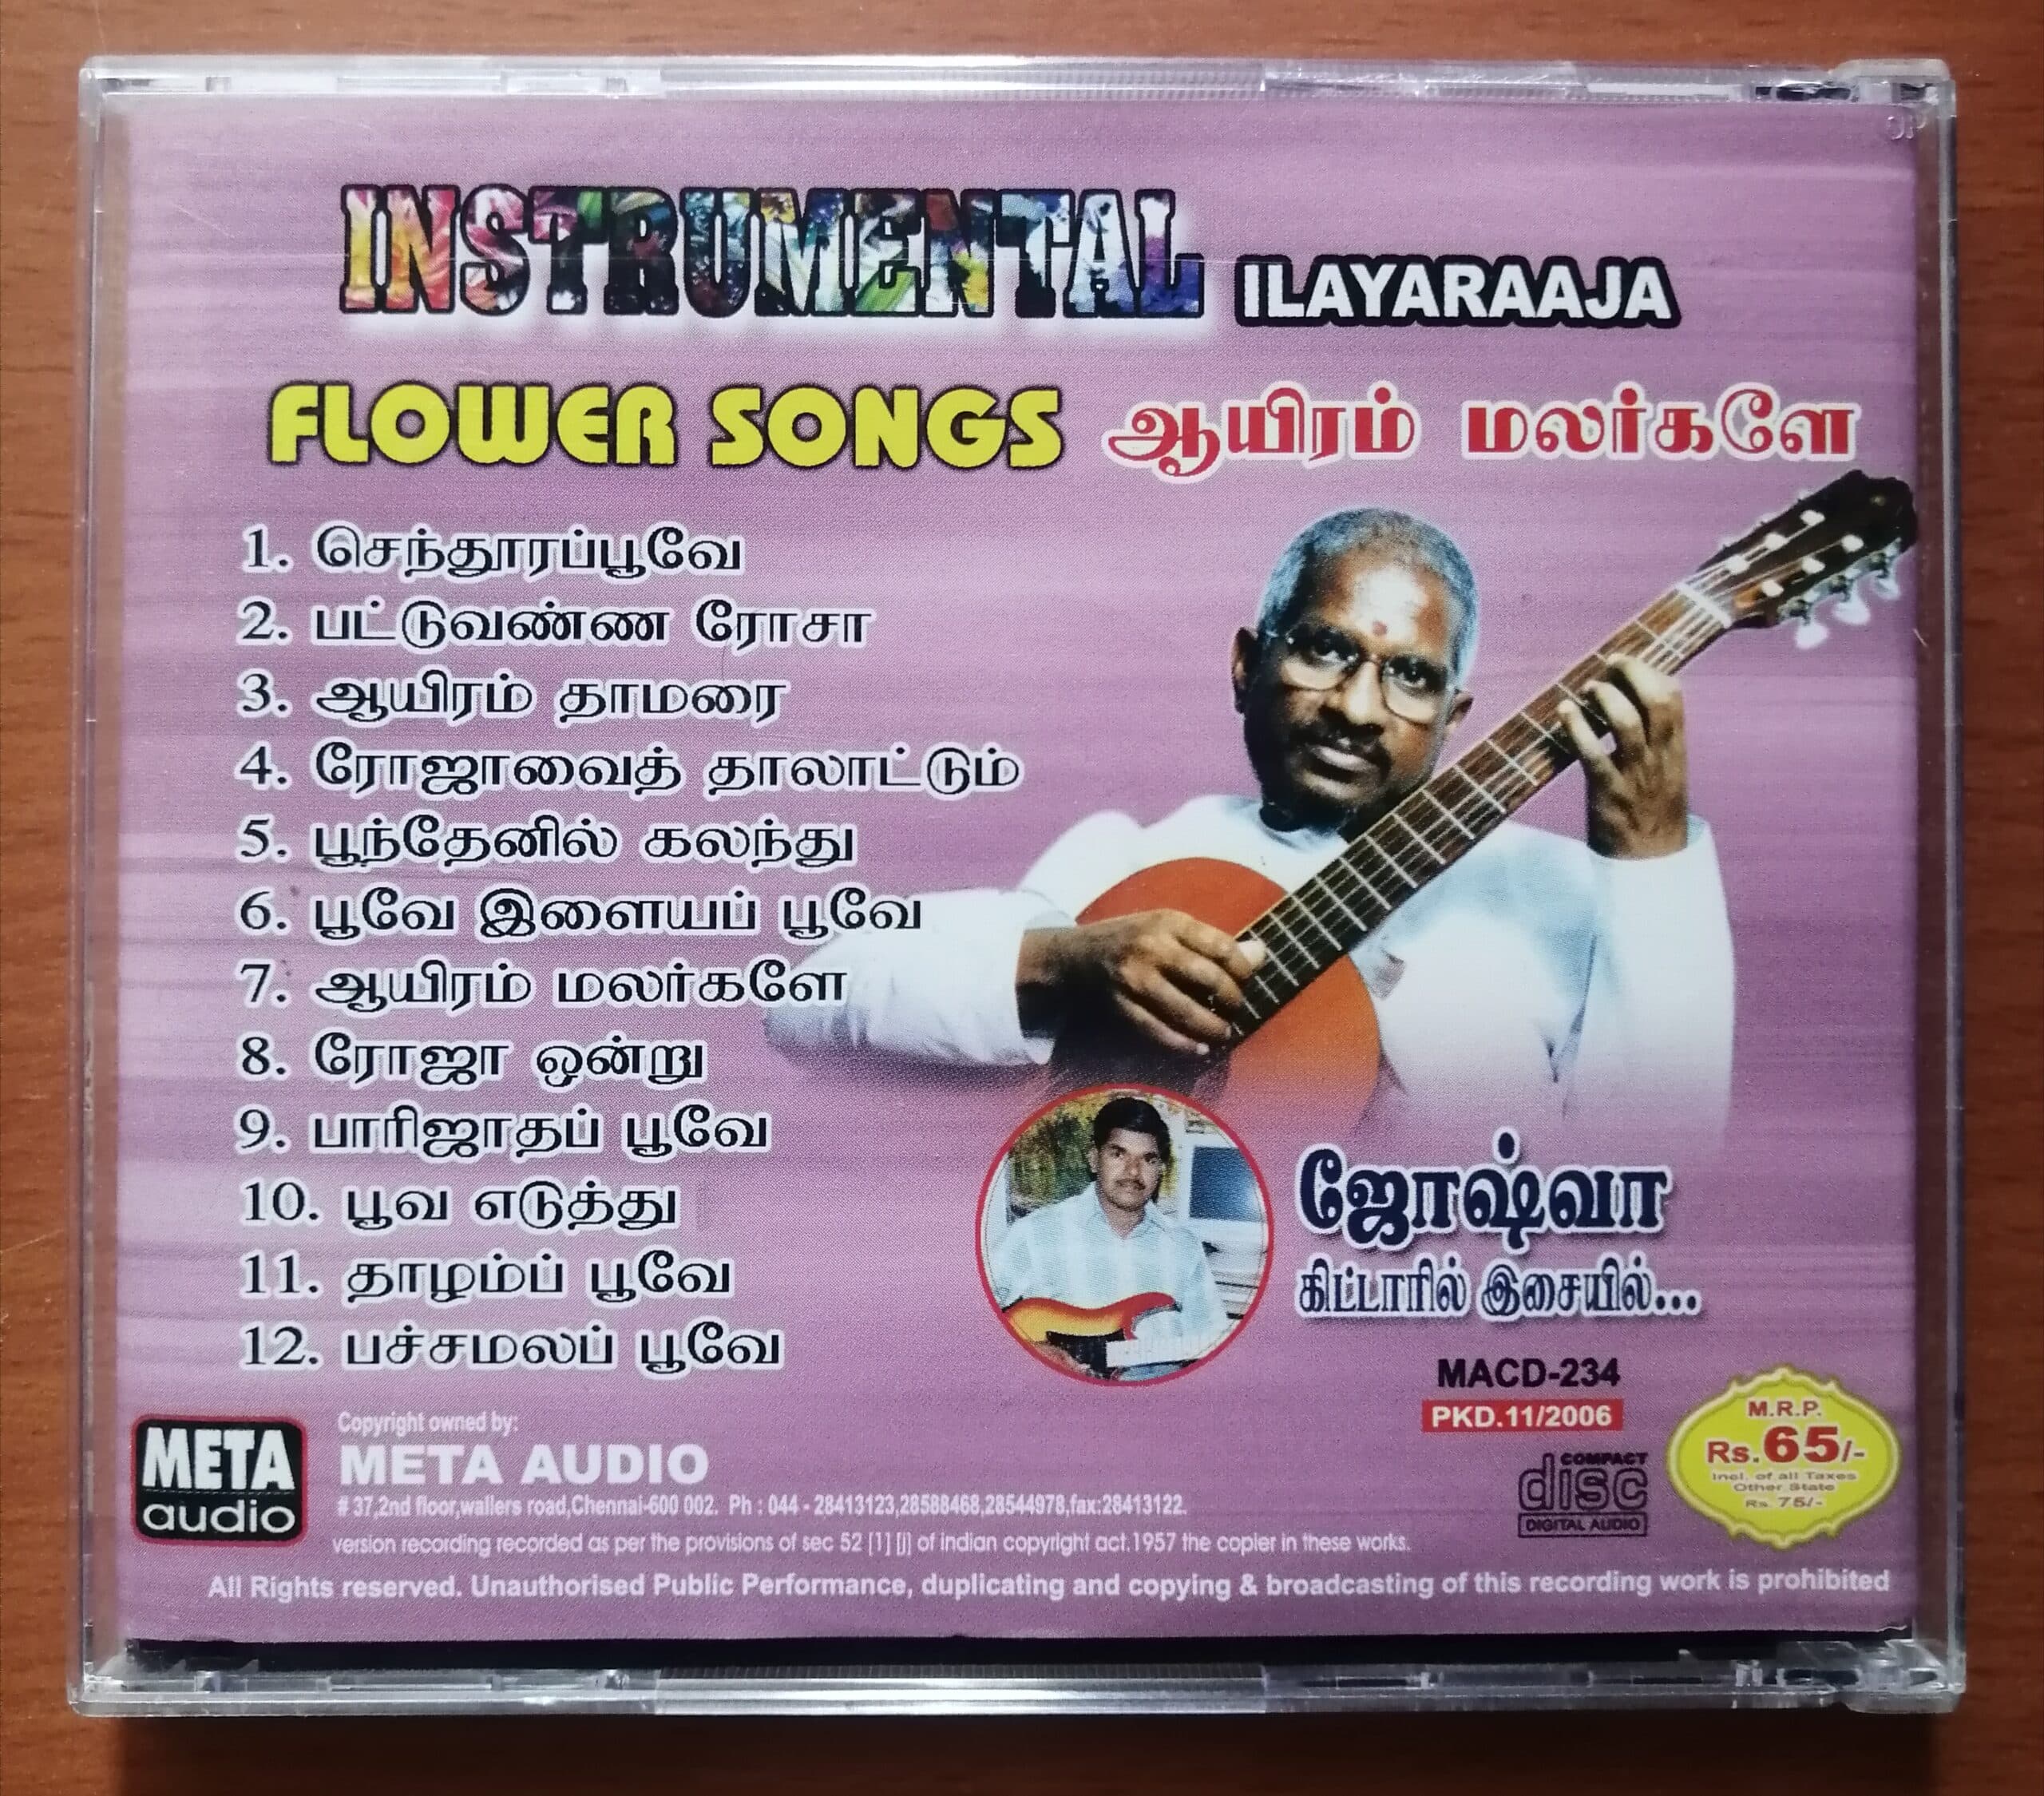 INSTRUMENTAL ILAYARAAJA
FLOWER SONGS ஆயிரம் மலர்களே
1. செந்தூரப்பூவே
2. பட்டுவண்ண ரோசா
3. ஆயிரம் தாமரை
4. ரோஜாவைத் தாலாட்டும்
5. பூந்தேனில் கலந்து
6. பூவே இளையப் பூவே
7. ஆயிரம் மலர்களே
8. ரோஜா ஒன்று
9. பாரிஜாதப் பூவே
10. பூவ எடுத்து
11. தாழம்ப் பூவே
12. பச்சமலப் பூவே
ஜோஷ்வா
கிட்டாரில் இசையில்...
MACD-234
PKD.11/2006
COMPACT
disc
DIGITAL AUDIO
M.R.P.
Rs.65/-
Incl. of all Taxes
Other State
Rs. 75/-
META
audio
Copyright owned by:
META AUDIO
# 37,2nd floor,wallers road,Chennai-600 002. Ph : 044 - 28413123,28588468,28544978,fax:28413122.
version recording recorded as per the provisions of sec 52 [1] [j] of indian copyright act.1957 the copier in these works.
All Rights reserved. Unauthorised Public Performance, duplicating and copying & broadcasting of this recording work is prohibited